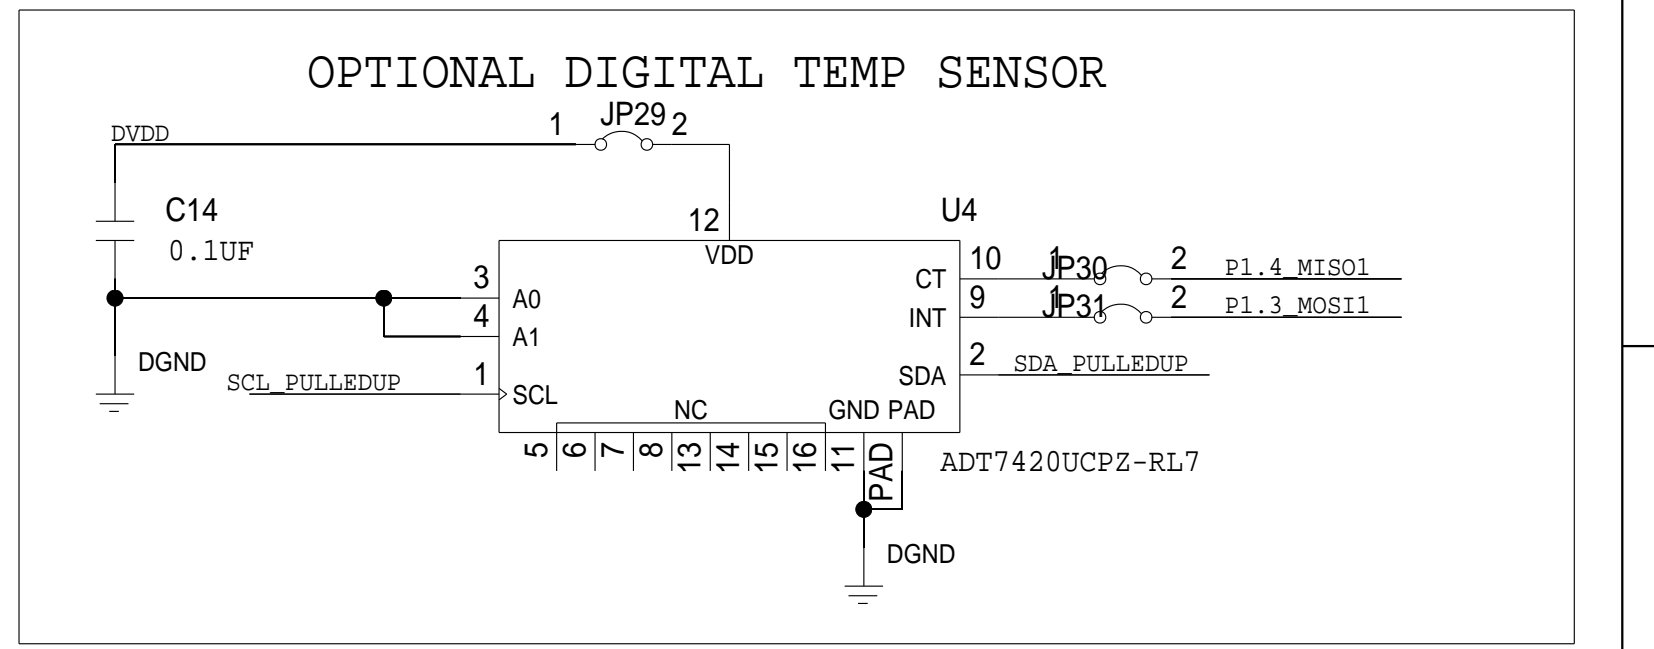 OPTIONAL DIGITAL TEMP SENSOR
DVDD
1
JP29
2
C14
0.1UF
12
U4
VDD
3
A0
4
A1
DGND
SCL_PULLEDUP
1
SCL
CT
10
1
JP30
2
P1.4_MISO1
INT
9
1
JP31
2
P1.3_MOSI1
SDA
2
SDA_PULLEDUP
NC
GND PAD
5
6
7
8
13
14
15
16
11
PAD
ADT7420UCPZ-RL7
DGND